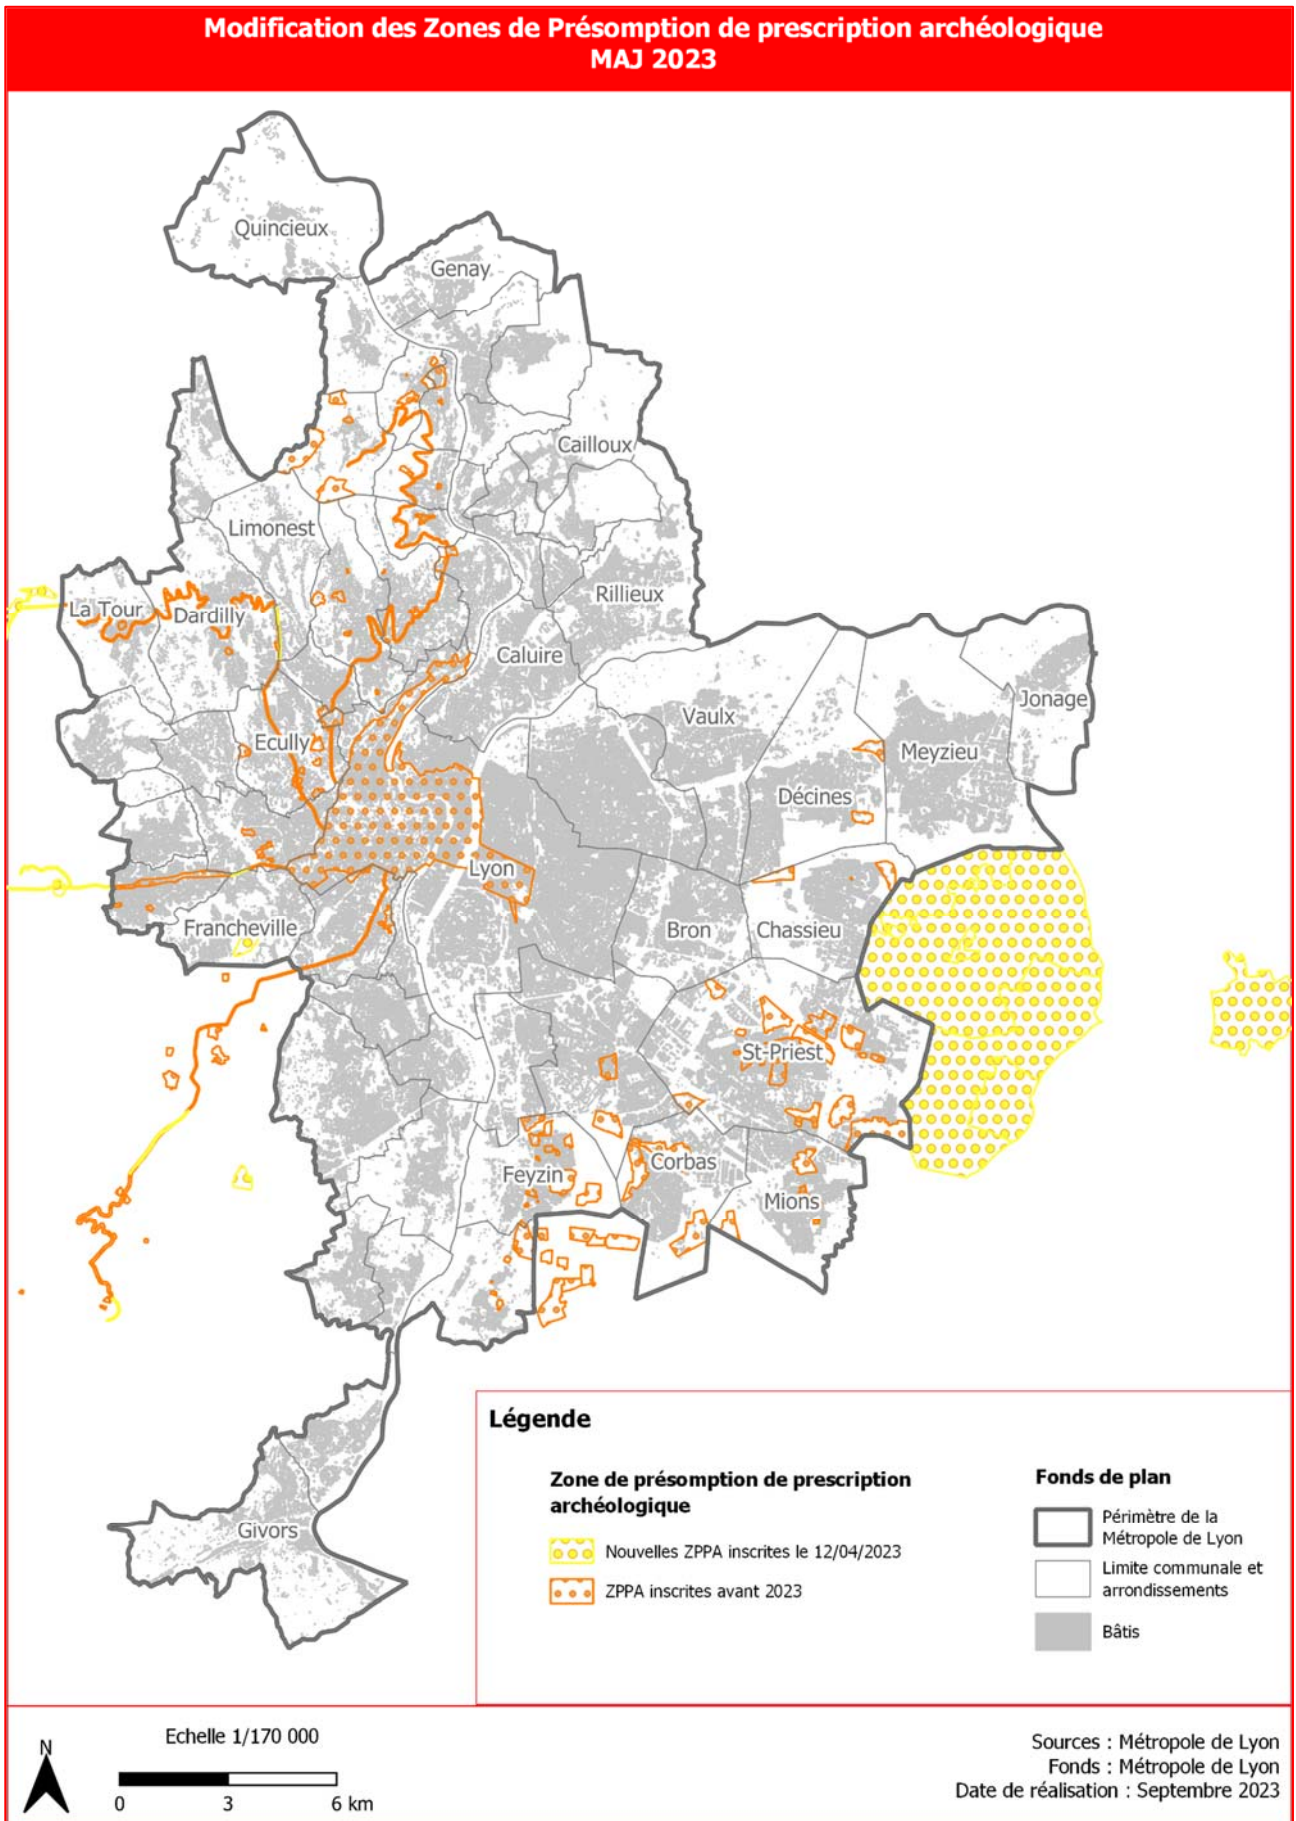 Modification des Zones de Présomption de prescription archéologique
MAJ 2023
Quincieux
Genay
Cailloux
Limonest
Rillieux
La Tour
Dardilly
Caluire
Jonage
Vaulx
Ecully
Meyzieu
Décines
Lyon
Francheville
Bron
Chassieu
St-Priest
Corbas
Feyzin
Mions
Givors
Légende
Zone de présomption de prescription
archéologique
Nouvelles ZPPA inscrites le 12/04/2023
ZPPA inscrites avant 2023
Fonds de plan
Périmètre de la
Métropole de Lyon
Limite communale et
arrondissements
Bâtis
N
Echelle 1/170 000
0 3 6 km
Sources : Métropole de Lyon
Fonds : Métropole de Lyon
Date de réalisation : Septembre 2023